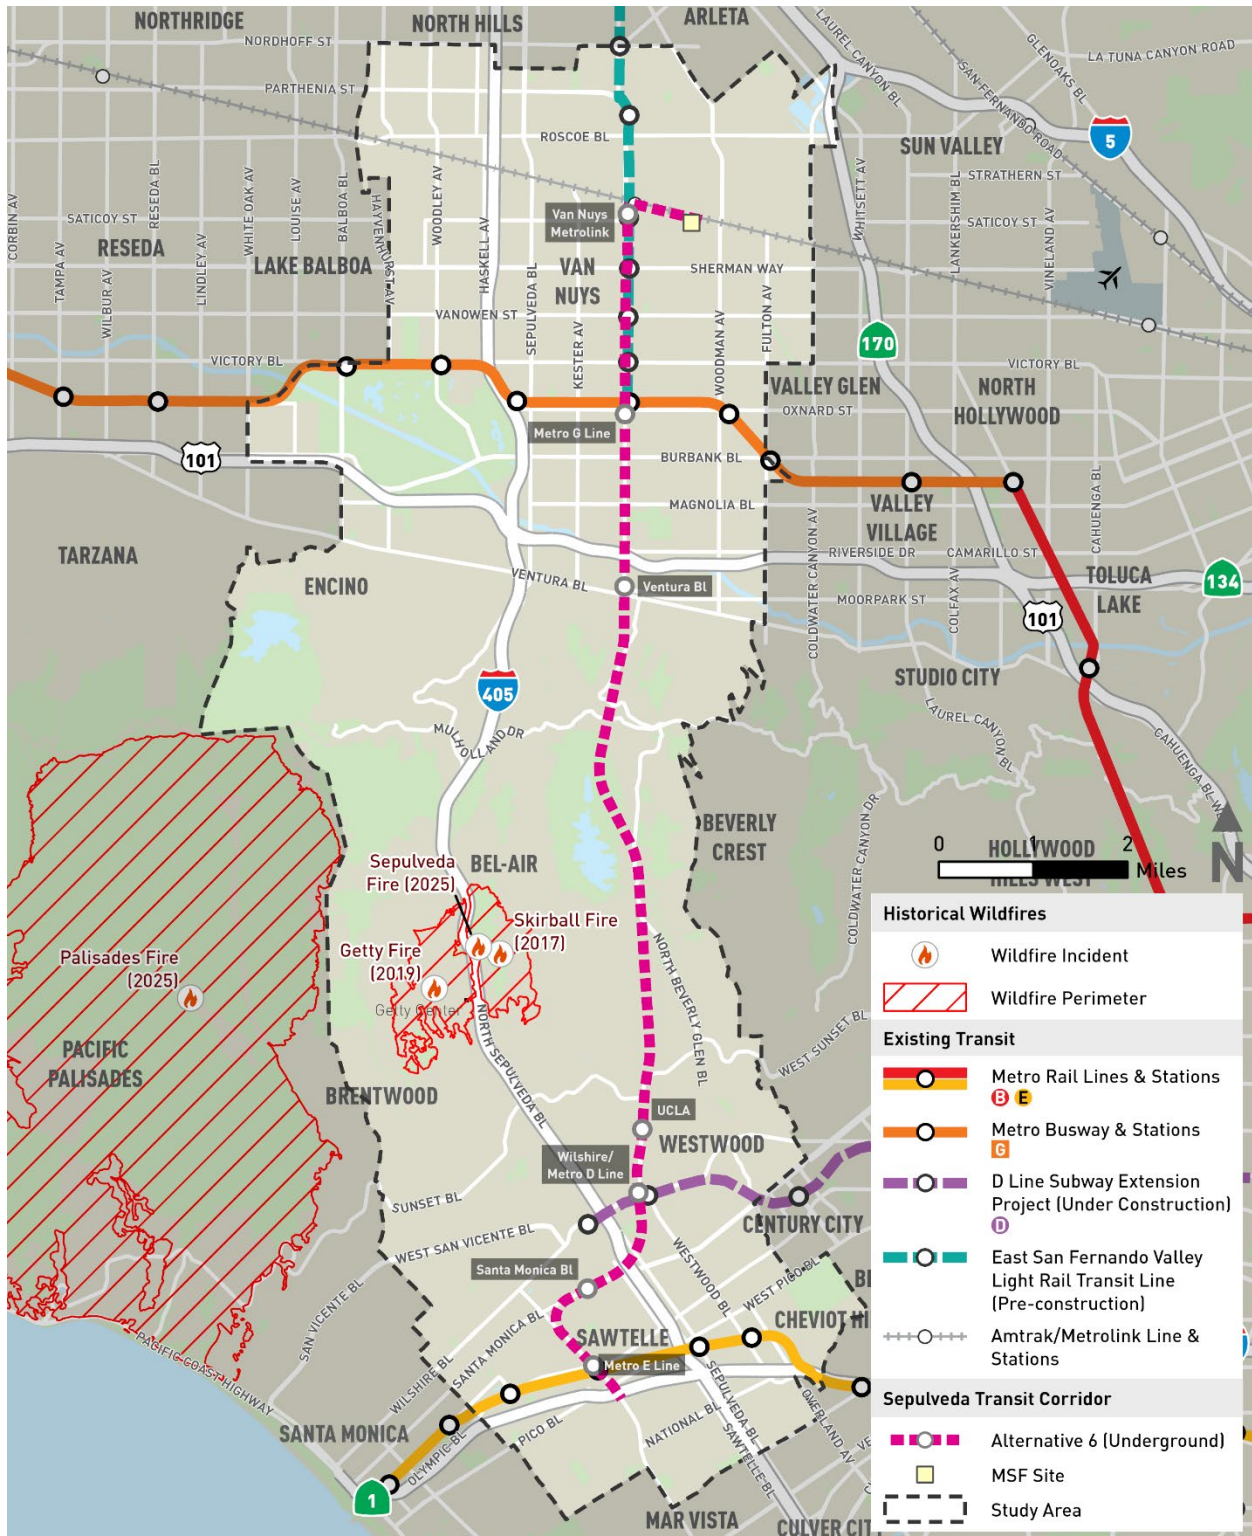 NORTHRIDGE
NORTH HILLS
ARLETA
NORDHOFF ST
LAUREL CANYON BL
GLENOAKS BL
LA TUNA CANYON ROAD
SAN FERNANDO ROAD
PARTHENIA ST
ROSCOE BL
SUN VALLEY
5
STRATHERN ST
CORBIN AV
TAMPA AV
WILBUR AV
RESEDA BL
LINDLEY AV
WHITE OAK AV
LOUISE AV
BALBOA BL
HAYVENHURST AV
WOODLEY AV
HASKELL AV
SEPULVEDA BL
KESTER AV
WOODMAN AV
FULTON AV
WHITSETT AV
LANKERSHIM BL
VINELAND AV
SATICOY ST
SATICOY ST
RESEDA
LAKE BALBOA
Van Nuys
Metrolink
VAN
NUYS
SHERMAN WAY
VANOWEN ST
170
VICTORY BL
VICTORY BL
VALLEY GLEN
OXNARD ST
NORTH
HOLLYWOOD
Metro G Line
BURBANK BL
101
MAGNOLIA BL
VALLEY
VILLAGE
CAHUENGA BL
COLDWATER CANYON AV
RIVERSIDE DR
CAMARILLO ST
TARZANA
ENCINO
VENTURA BL
Ventura Bl
MOORPARK ST
COLFAX AV
TOLUCA
LAKE
134
101
405
STUDIO CITY
LAUREL CANYON BL
CAHUENGA BL W
MULHOLLAND DR
BEVERLY
CREST
COLDWATER CANYON DR
0
1
2
Miles
HOLLYWOOD
HILLS WEST
N
BEL-AIR
Sepulveda
Fire (2025)
Skirball Fire
(2017)
Getty Fire
(2019)
Getty Center
Palisades Fire
(2025)
PACIFIC
PALISADES
NORTH SEPULVEDA BL
NORTH BEVERLY GLEN BL
WEST SUNSET BL
BRENTWOOD
UCLA
WESTWOOD
Wilshire/
Metro D Line
SUNSET BL
WEST SAN VICENTE BL
CENTURY CITY
Santa Monica Bl
WESTWOOD BL
WEST PICO BL
SAN VICENTE BL
PACIFIC COAST HIGHWAY
WILSHIRE BL
SANTA MONICA BL
SAWTELLE
CHEVIOT HI
Metro E Line
SANTA MONICA
OLYMPIC BL
PICO BL
NATIONAL BL
SEPULVEDA BL
SAWTELLE BL
OVERLAND AV
1
MAR VISTA
CULVER CIT
Historical Wildfires
Wildfire Incident
Wildfire Perimeter
Existing Transit
Metro Rail Lines & Stations
B E
Metro Busway & Stations
G
D Line Subway Extension
Project (Under Construction)
D
East San Fernando Valley
Light Rail Transit Line
(Pre-construction)
Amtrak/Metrolink Line &
Stations
Sepulveda Transit Corridor
Alternative 6 (Underground)
MSF Site
Study Area